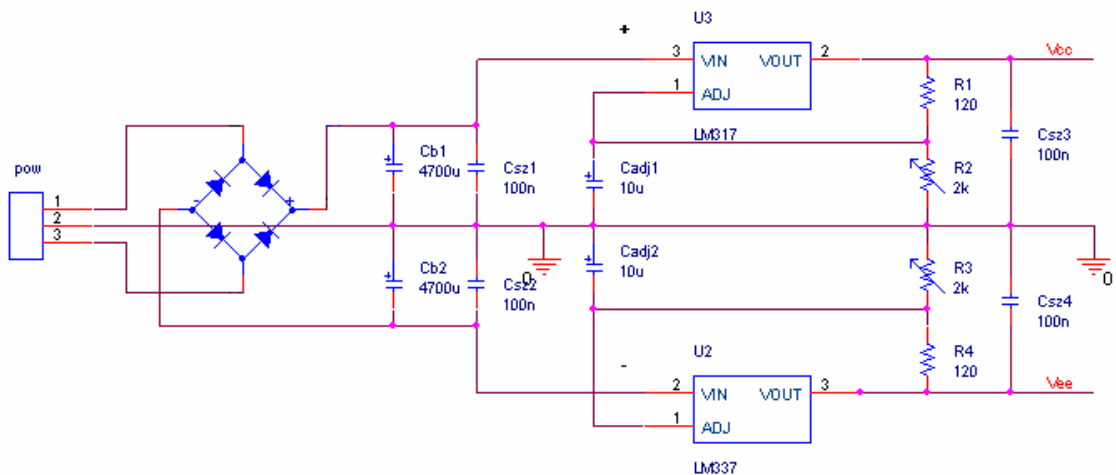 U3
+
3
VIN
VOUT
2
Vcc
1
ADJ
R1
120
LM317
pow
Cb1
4700u
Csz1
100n
Cadj1
10u
R2
2k
Csz3
100n
1
2
3
-
+
0
0
Cb2
4700u
Csz2
100n
Cadj2
10u
R3
2k
Csz4
100n
U2
-
R4
120
2
VIN
VOUT
3
Vee
1
ADJ
LM337